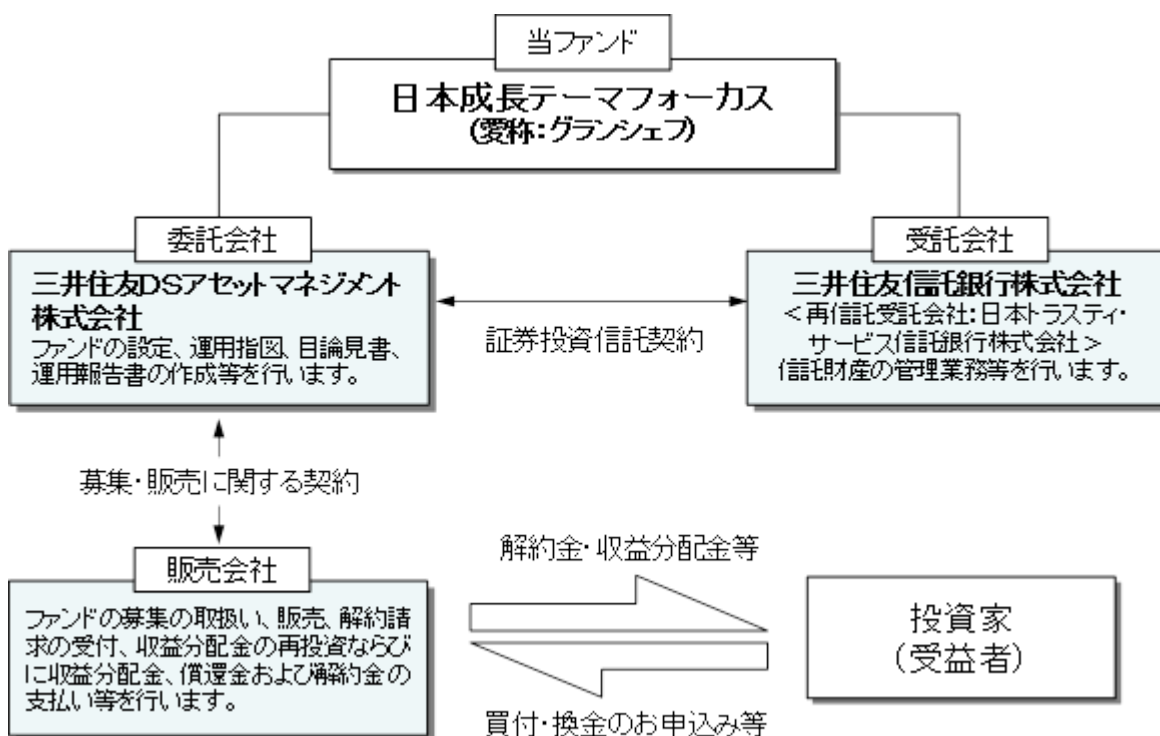 当ファンド
日本成長テーマフォーカス
(愛称:グランシェフ)
委託会社
三井住友DSアセットマネジメント
株式会社
ファンドの設定、運用指図、目論見書、
運用報告書の作成等を行います。
証券投資信託契約
受託会社
三井住友信託銀行株式会社
<再信託受託会社:日本トラスティ・
サービス信託銀行株式会社>
信託財産の管理業務等を行います。
募集・販売に関する契約
販売会社
ファンドの募集の取扱い、販売、解約請
求の受付、収益分配金の再投資ならび
に収益分配金、償還金および解約金の
支払い等を行います。
解約金・収益分配金等
買付・換金のお申込み等
投資家
(受益者)